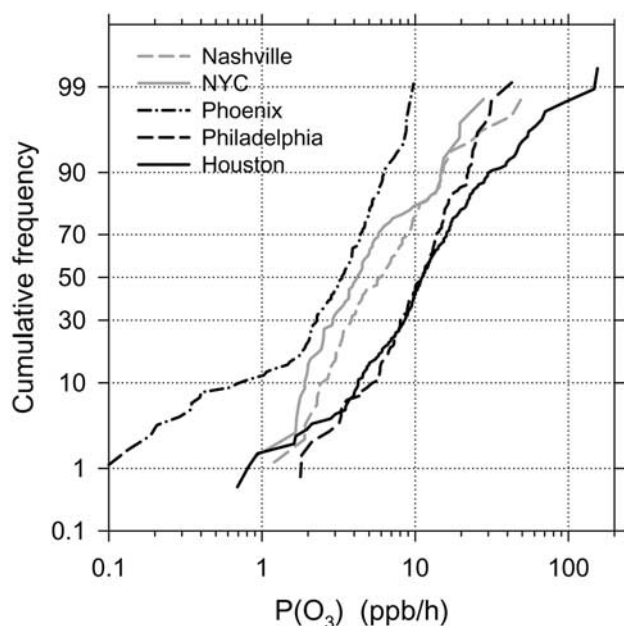 Nashville
NYC
Phoenix
Philadelphia
Houston
Cumulative frequency
99
90
70
50
30
10
1
0.1
0.1 1 10 100
P(O₃) (ppb/h)